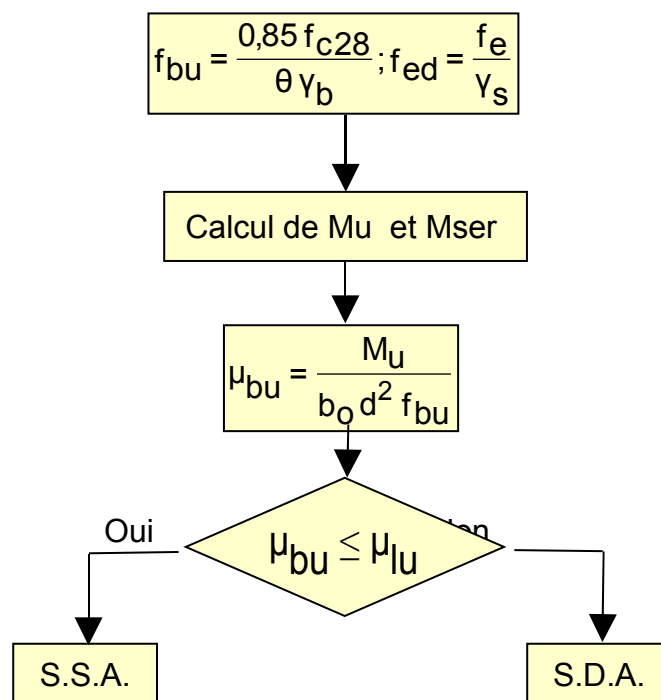 f_bu = 0,85 f_c28 / θ γ_b ; f_ed = f_e / γ_s
Calcul de Mu et Mser
μ_bu = M_u / b_o d² f_bu
Oui
μ_bu ≤ μ_lu
S.S.A.
S.D.A.